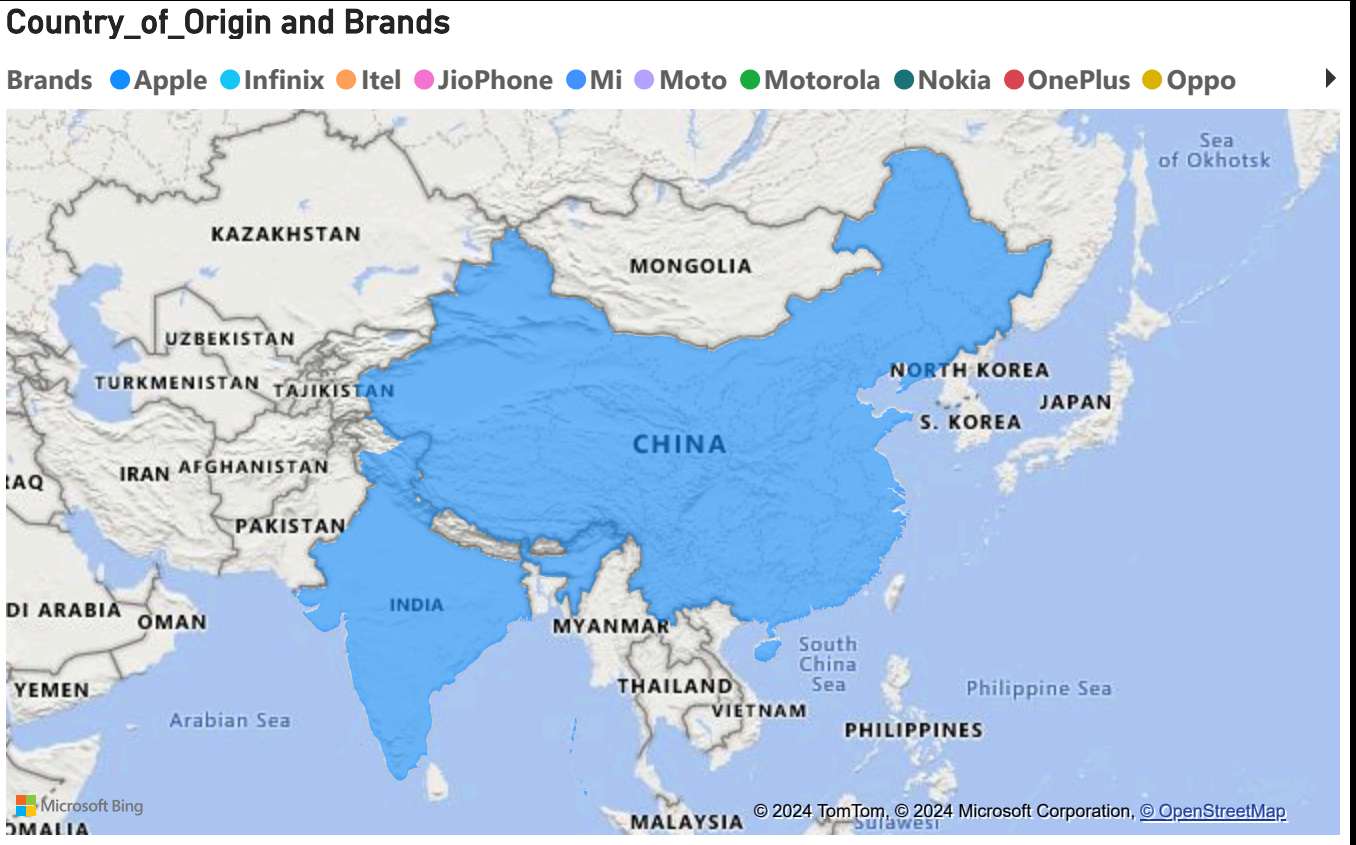 Country_of_Origin and Brands
Brands Apple Infinix Itel JioPhone Mi Moto Motorola Nokia OnePlus Oppo
Sea
of Okhotsk
KAZAKHSTAN
MONGOLIA
UZBEKISTAN
TURKMENISTAN
TAJIKISTAN
NORTH KOREA
JAPAN
S. KOREA
CHINA
IRAN
AFGHANISTAN
RAQ
PAKISTAN
INDIA
DI ARABIA
OMAN
MYANMAR
South
China
Sea
YEMEN
THAILAND
Philippine Sea
VIETNAM
Arabian Sea
PHILIPPINES
Microsoft Bing
© 2024 TomTom, © 2024 Microsoft Corporation, © OpenStreetMap
OMALIA
MALAYSIA
Sulawesi